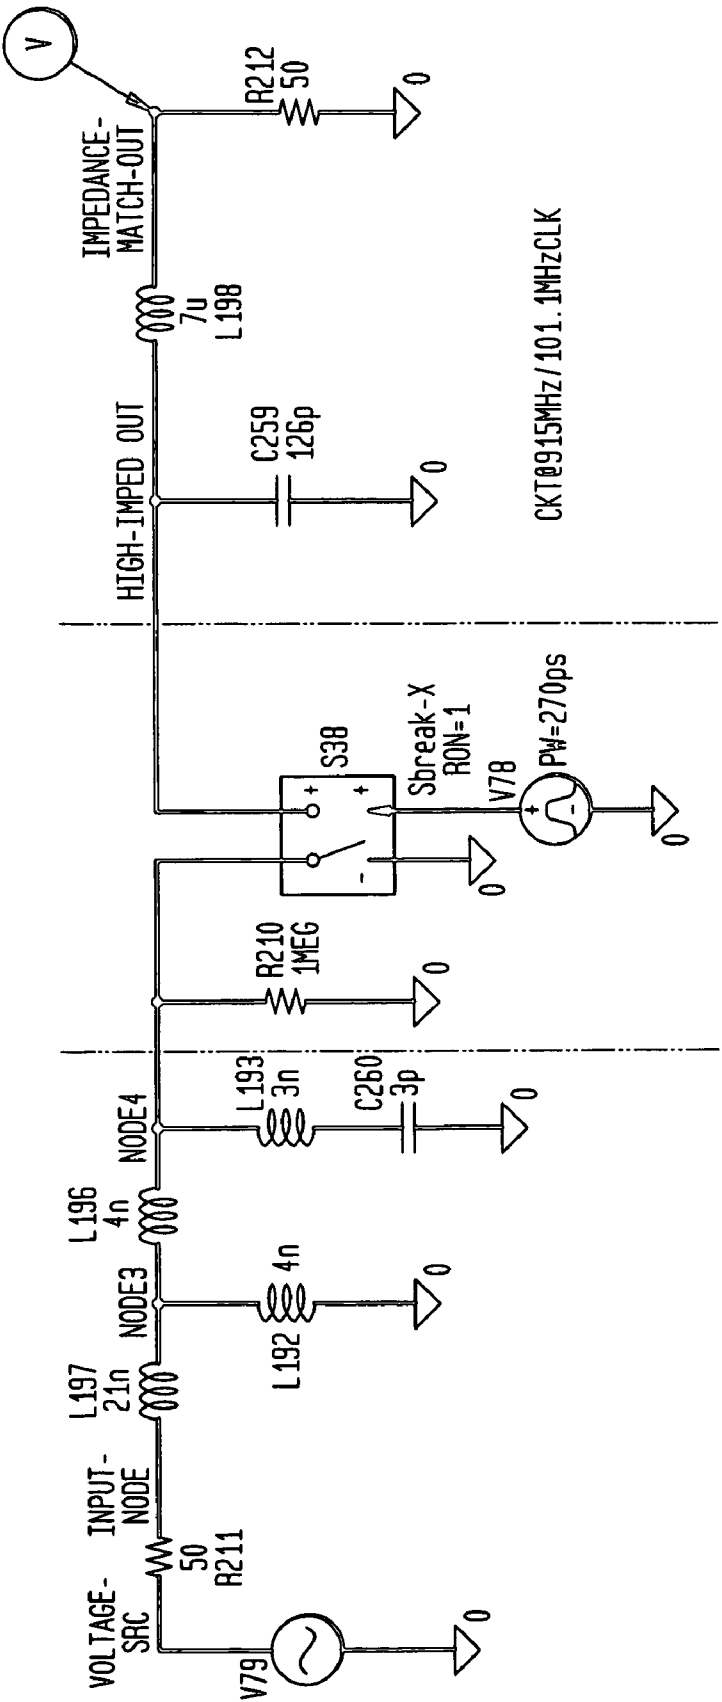 VOLTAGE-
SRC
V79
0
50
R211
INPUT-
NODE
L197
21n
NODE3
L192
4n
0
L196
4n
NODE4
L193
3n
C260
3p
0
R210
1MEG
0
S38
+
+
-
0
Sbreak-X
RON=1
V78
+
-
PW=270ps
0
HIGH-IMPED OUT
C259
126p
0
7u
L198
IMPEDANCE-
MATCH-OUT
V
R212
50
0
CKT@915MHz/101.1MHzCLK